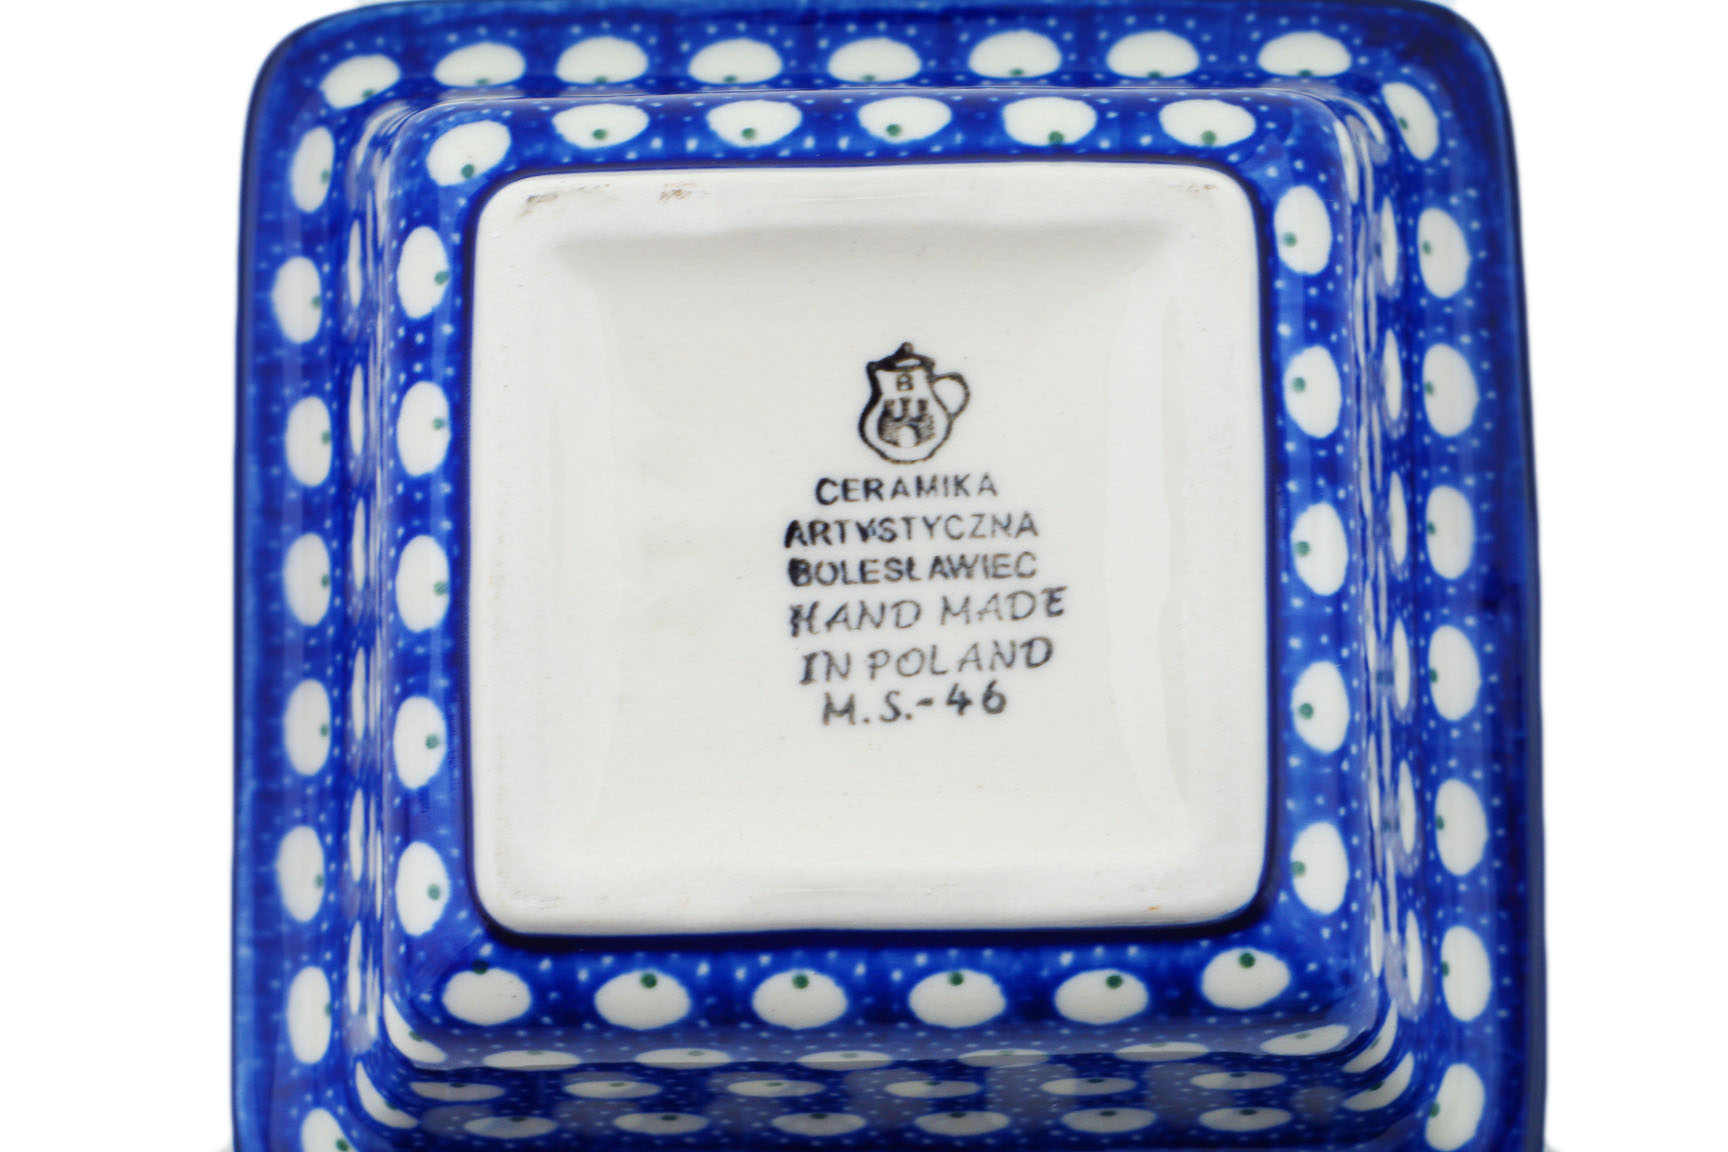 B
CERAMIKA
ARTYSTYCZNA
BOLESŁAWIEC
HAND MADE
IN POLAND
M.S.-46